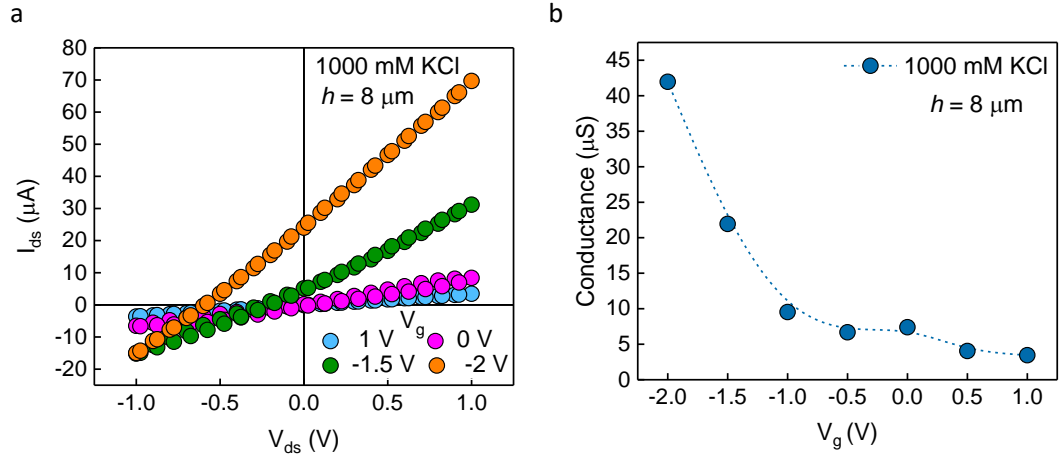 a
80
70
60
50
40
30
20
10
0
-10
-20
I_ds (μA)
1000 mM KCl
h = 8 μm
V_g
1 V
0 V
-1.5 V
-2 V
-1.0 -0.5 0.0 0.5 1.0
V_ds (V)
b
45
40
35
30
25
20
15
10
5
0
Conductance (μS)
1000 mM KCl
h = 8 μm
-2.0 -1.5 -1.0 -0.5 0.0 0.5 1.0
V_g (V)